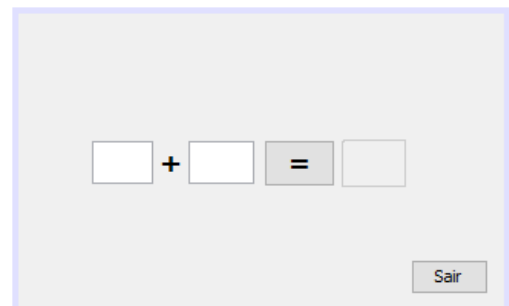 + =
Sair